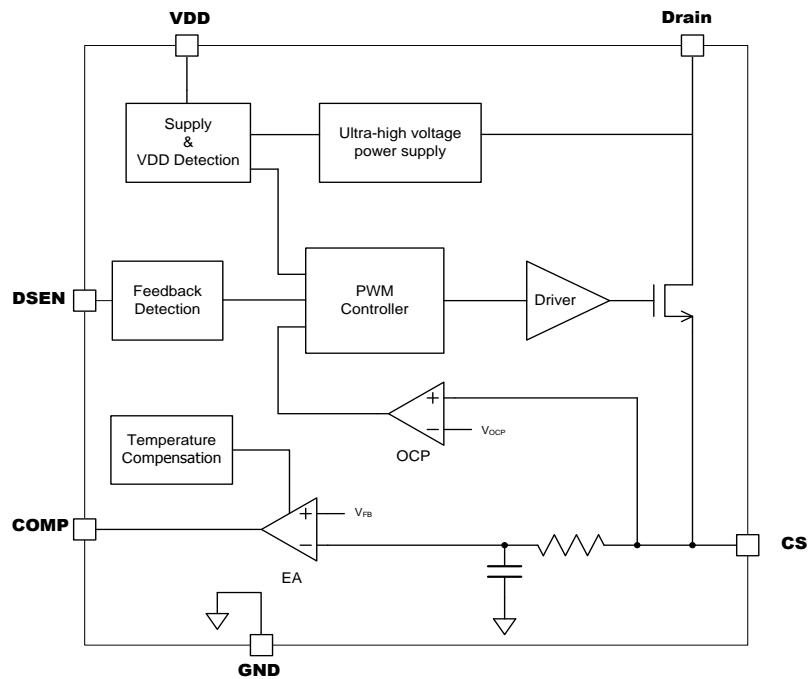 VDD
Drain
Supply
&
VDD Detection
Ultra-high voltage
power supply
DSEN
Feedback
Detection
PWM
Controller
Driver
+
−
VOCP
OCP
Temperature
Compensation
COMP
+
−
VFB
EA
CS
GND